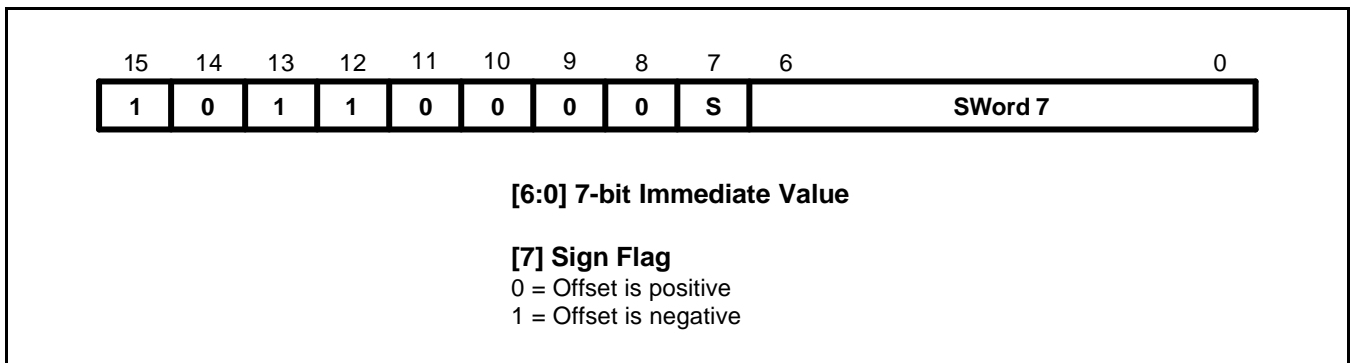 15 14 13 12 11 10 9 8 7 6 0
1 0 1 1 0 0 0 0 S SWord 7
[6:0] 7-bit Immediate Value
[7] Sign Flag
0 = Offset is positive
1 = Offset is negative